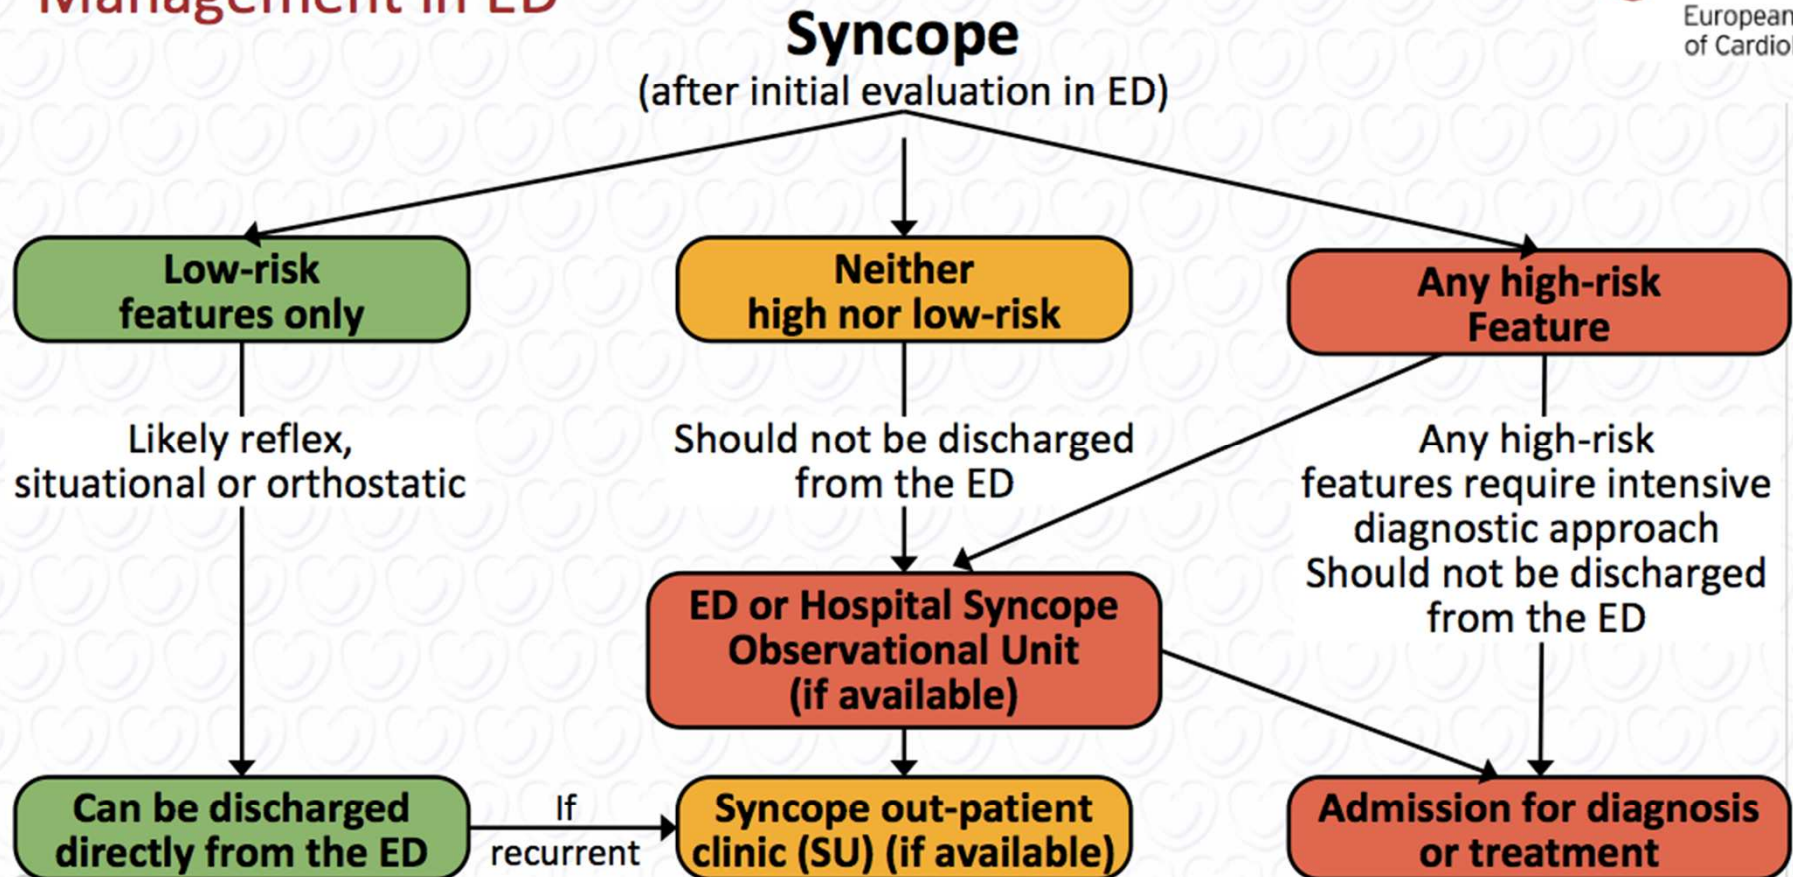 Management in ED
European
of Cardiol
Syncope
(after initial evaluation in ED)
Low-risk
features only
Neither
high nor low-risk
Any high-risk
Feature
Likely reflex,
situational or orthostatic
Should not be discharged
from the ED
Any high-risk
features require intensive
diagnostic approach
Should not be discharged
from the ED
ED or Hospital Syncope
Observational Unit
(if available)
Can be discharged
directly from the ED
If
recurrent
Syncope out-patient
clinic (SU) (if available)
Admission for diagnosis
or treatment